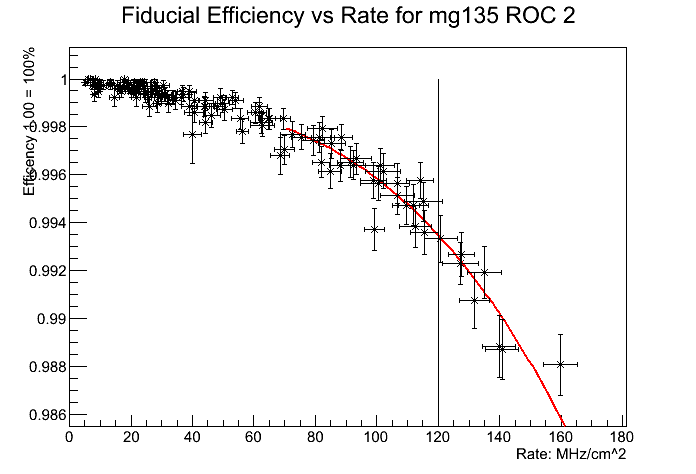 Fiducial Efficiency vs Rate for mg135 ROC 2
Efficency 1.00 = 100%
1
0.998
0.996
0.994
0.992
0.99
0.988
0.986
0 20 40 60 80 100 120 140 160 180
Rate: MHz/cm^2